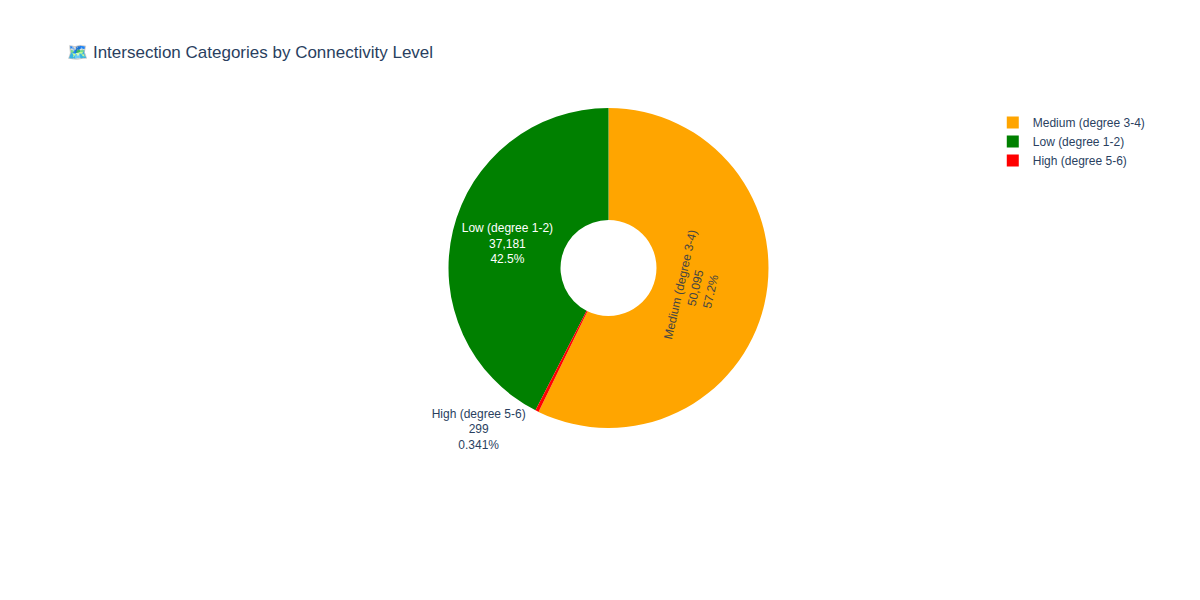 🗺️ Intersection Categories by Connectivity Level
Medium (degree 3-4)
Low (degree 1-2)
High (degree 5-6)
Low (degree 1-2)
37,181
42.5%
Medium (degree 3-4)
50,095
57.2%
High (degree 5-6)
299
0.341%